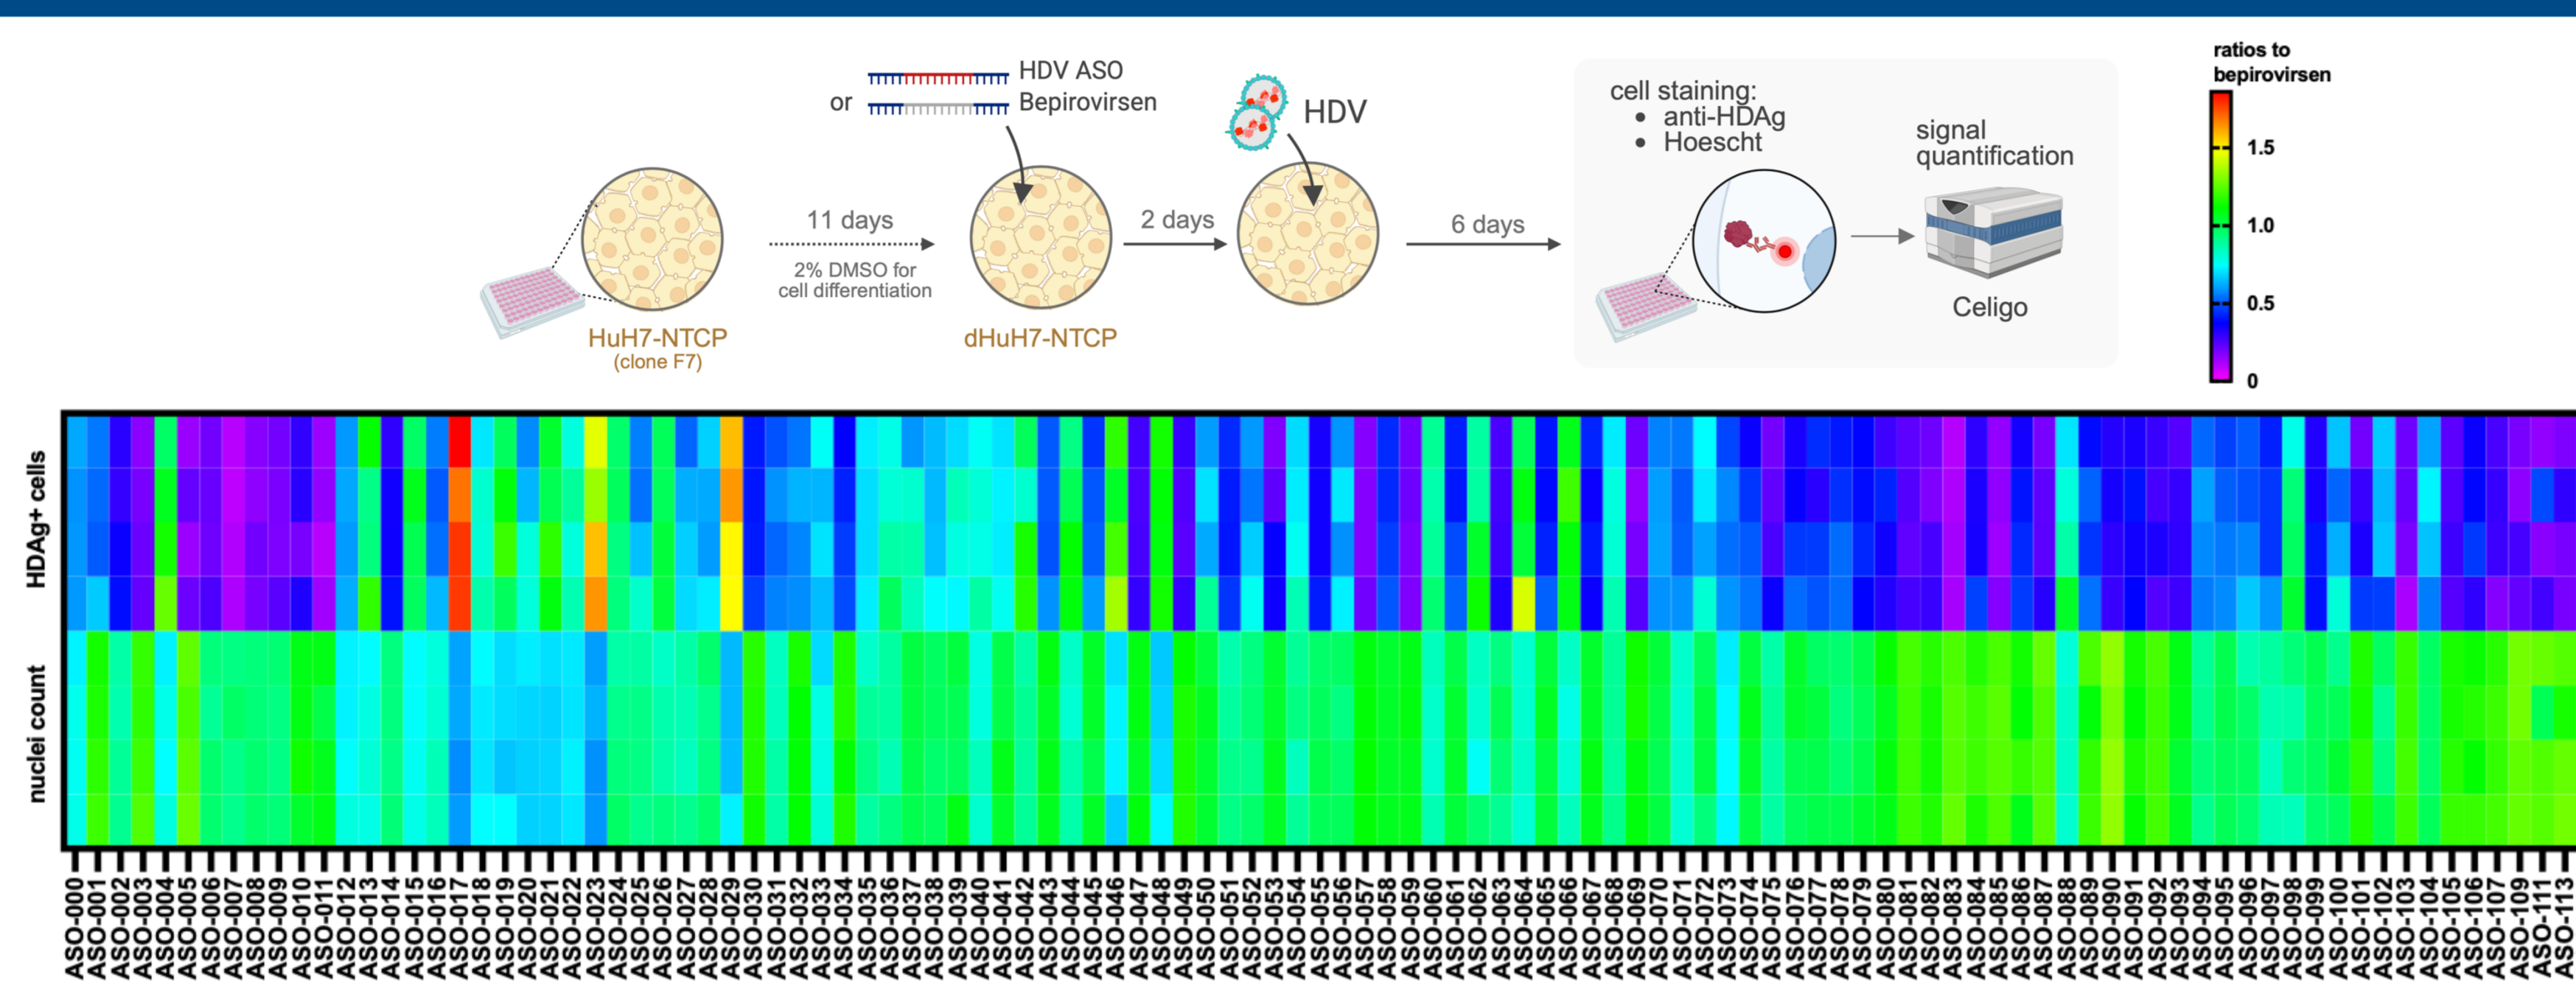 HDV ASO
or
Bepirovirsen
HDV
11 days
2% DMSO for
cell differentiation
2 days
6 days
HuH7-NTCP
(clone F7)
dHuH7-NTCP
cell staining:
• anti-HDAg
• Hoescht
signal
quantification
Celigo
ratios to
bepirovirsen
1.5
1.0
0.5
0
HDAg+ cells
nuclei count
ASO-000
ASO-001
ASO-002
ASO-003
ASO-004
ASO-005
ASO-006
ASO-007
ASO-008
ASO-009
ASO-010
ASO-011
ASO-012
ASO-013
ASO-014
ASO-015
ASO-016
ASO-017
ASO-018
ASO-019
ASO-020
ASO-021
ASO-022
ASO-023
ASO-024
ASO-025
ASO-026
ASO-027
ASO-028
ASO-029
ASO-030
ASO-031
ASO-032
ASO-033
ASO-034
ASO-035
ASO-036
ASO-037
ASO-038
ASO-039
ASO-040
ASO-041
ASO-042
ASO-043
ASO-044
ASO-045
ASO-046
ASO-047
ASO-048
ASO-049
ASO-050
ASO-051
ASO-052
ASO-053
ASO-054
ASO-055
ASO-056
ASO-057
ASO-058
ASO-059
ASO-060
ASO-061
ASO-062
ASO-063
ASO-064
ASO-065
ASO-066
ASO-067
ASO-068
ASO-069
ASO-070
ASO-071
ASO-072
ASO-073
ASO-074
ASO-075
ASO-076
ASO-077
ASO-078
ASO-079
ASO-080
ASO-081
ASO-082
ASO-083
ASO-084
ASO-085
ASO-086
ASO-087
ASO-088
ASO-089
ASO-090
ASO-091
ASO-092
ASO-093
ASO-094
ASO-095
ASO-096
ASO-097
ASO-098
ASO-099
ASO-100
ASO-101
ASO-102
ASO-103
ASO-104
ASO-105
ASO-106
ASO-107
ASO-109
ASO-111
ASO-113